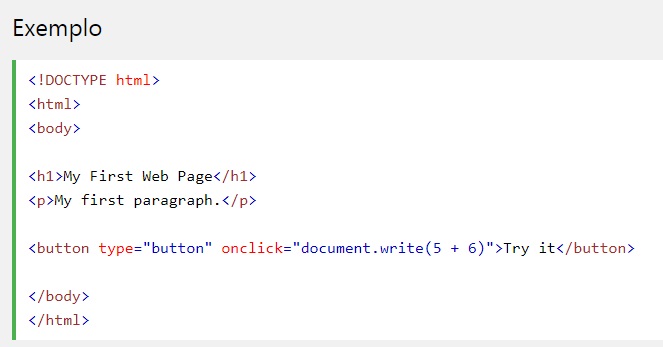 Exemplo
<!DOCTYPE html>
<html>
<body>
<h1>My First Web Page</h1>
<p>My first paragraph.</p>
<button type="button" onclick="document.write(5 + 6)">Try it</button>
</body>
</html>